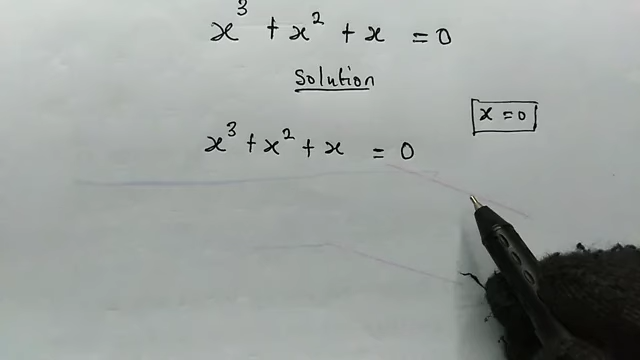 x³ + x² + x = 0
Solution
x = 0
x³ + x² + x = 0